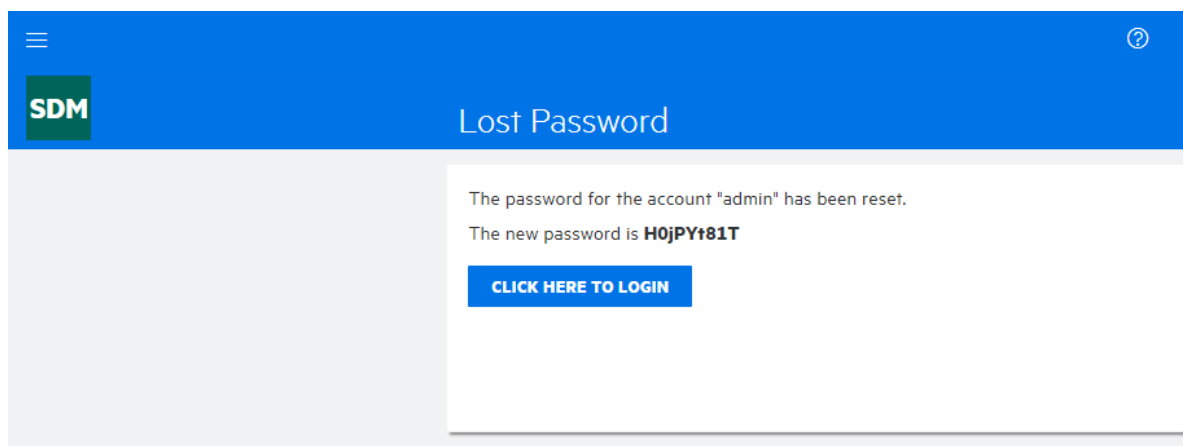 SDM
Lost Password
The password for the account "admin" has been reset.
The new password is H0jPYt81T
CLICK HERE TO LOGIN